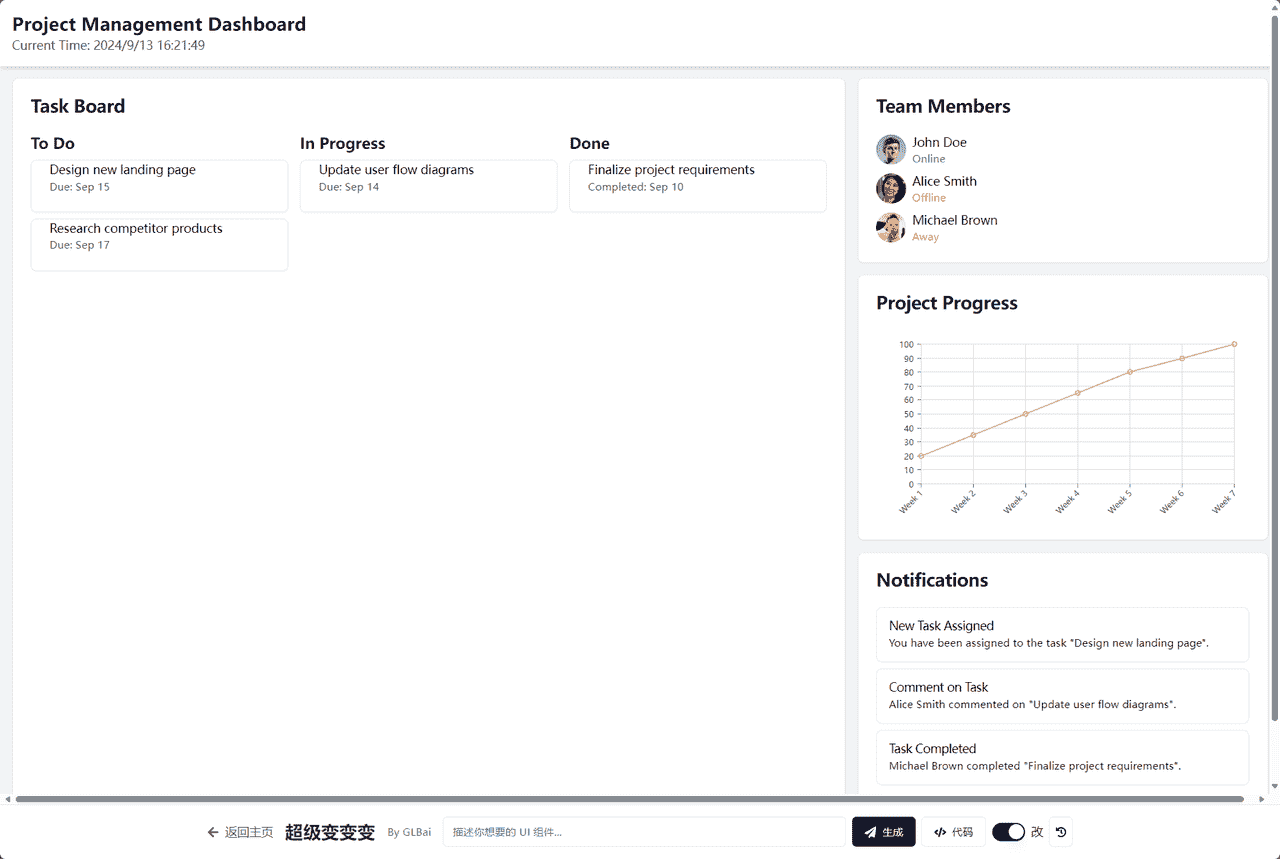 Project Management Dashboard
Current Time: 2024/9/13 16:21:49
Task Board
To Do
Design new landing page
Due: Sep 15
Research competitor products
Due: Sep 17
In Progress
Update user flow diagrams
Due: Sep 14
Done
Finalize project requirements
Completed: Sep 10
Team Members
John Doe
Online
Alice Smith
Offline
Michael Brown
Away
Project Progress
100
90
80
70
60
50
40
30
20
10
0
Week 1
Week 2
Week 3
Week 4
Week 5
Week 6
Week 7
Notifications
New Task Assigned
You have been assigned to the task "Design new landing page".
Comment on Task
Alice Smith commented on "Update user flow diagrams".
Task Completed
Michael Brown completed "Finalize project requirements".
返回主页 超级变变变 By GLBai 描述你想要的 UI 组件... 生成 代码 改